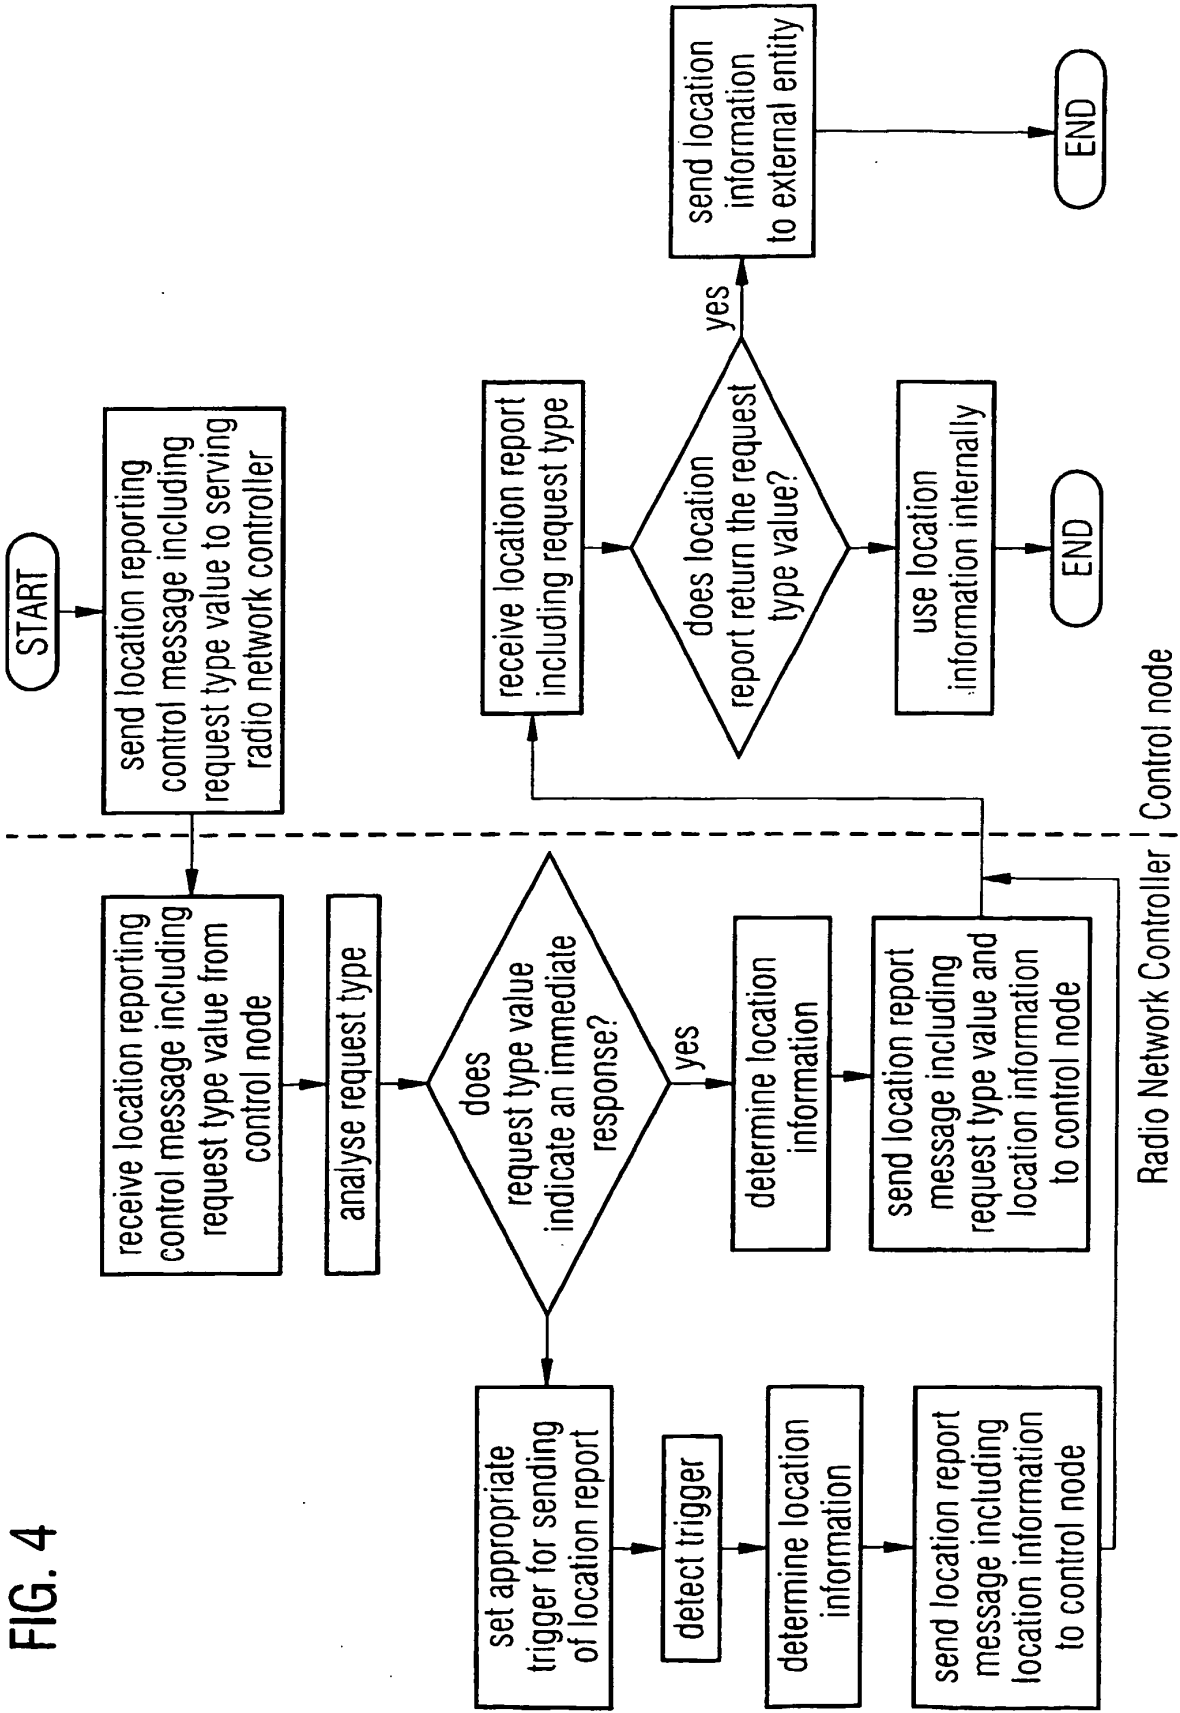 FIG. 4
START
send location reporting
control message including
request type value to serving
radio network controller
receive location reporting
control message including
request type value from
control node
analyse request type
does
request type value
indicate an immediate
response?
yes
set appropriate
trigger for sending
of location report
detect trigger
determine location
information
send location report
message including
location information
to control node
determine location
information
send location report
message including
request type value and
location information
to control node
receive location report
including request type
does location
report return the request
type value?
yes
send location
information
to external entity
END
use location
information internally
END
Radio Network Controller
Control node